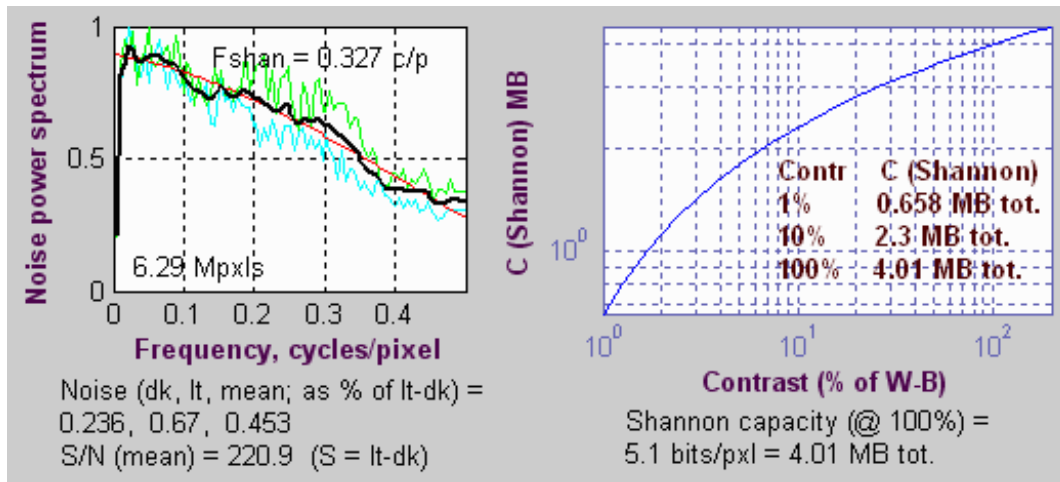 Noise power spectrum
1
0.5
0
Fshan = 0.327 c/p
6.29 Mpxls
0 0.1 0.2 0.3 0.4
Frequency, cycles/pixel
Noise (dk, lt, mean; as % of lt-dk) =
0.236, 0.67, 0.453
S/N (mean) = 220.9 (S = lt-dk)
C (Shannon) MB
10^0
Contr C (Shannon)
1% 0.658 MB tot.
10% 2.3 MB tot.
100% 4.01 MB tot.
10^0 10^1 10^2
Contrast (% of W-B)
Shannon capacity (@ 100%) =
5.1 bits/pxl = 4.01 MB tot.